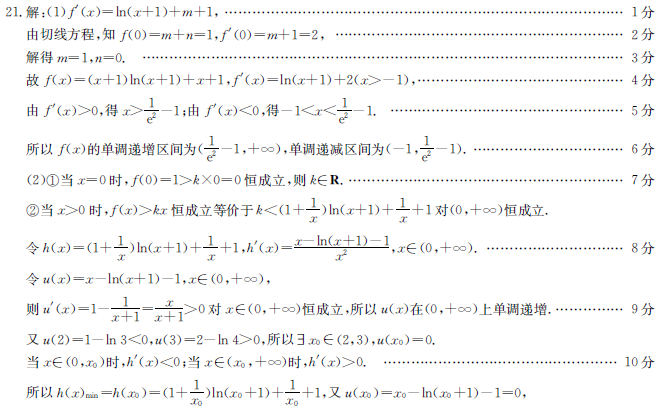 21.解:(1)f′(x)=ln(x+1)+m+1,……………………………………………………………… 1分
由切线方程,知 f(0)=m+n=1,f′(0)=m+1=2,……………………………………………… 2分
解得 m=1,n=0. ……………………………………………………………………………… 3分
故 f(x)=(x+1)ln(x+1)+x+1,f′(x)=ln(x+1)+2(x>-1),………………………………… 4分
由 f′(x)>0,得 x>1/e²-1;由 f′(x)<0,得-1<x<1/e²-1. ……………………………………… 5分
所以 f(x)的单调递增区间为(1/e²-1,+∞),单调递减区间为(-1,1/e²-1). ………………………… 6分
(2)①当 x=0 时,f(0)=1>k×0=0 恒成立,则 k∈R.…………………………………………… 7分
②当 x>0 时,f(x)>kx 恒成立等价于 k<(1+1/x)ln(x+1)+1/x+1 对(0,+∞)恒成立.
令 h(x)=(1+1/x)ln(x+1)+1/x+1,h′(x)=(x-ln(x+1)-1)/x²,x∈(0,+∞). ………………………… 8分
令 u(x)=x-ln(x+1)-1,x∈(0,+∞),
则 u′(x)=1-1/(x+1)=x/(x+1)>0 对 x∈(0,+∞)恒成立,所以 u(x)在(0,+∞)上单调递增. …………… 9分
又 u(2)=1-ln 3<0,u(3)=2-ln 4>0,所以∃x₀∈(2,3),u(x₀)=0.
当 x∈(0,x₀)时,h′(x)<0;当 x∈(x₀,+∞)时,h′(x)>0. ……………………………………… 10分
所以 h(x)min=h(x₀)=(1+1/x₀)ln(x₀+1)+1/x₀+1,又 u(x₀)=x₀-ln(x₀+1)-1=0,